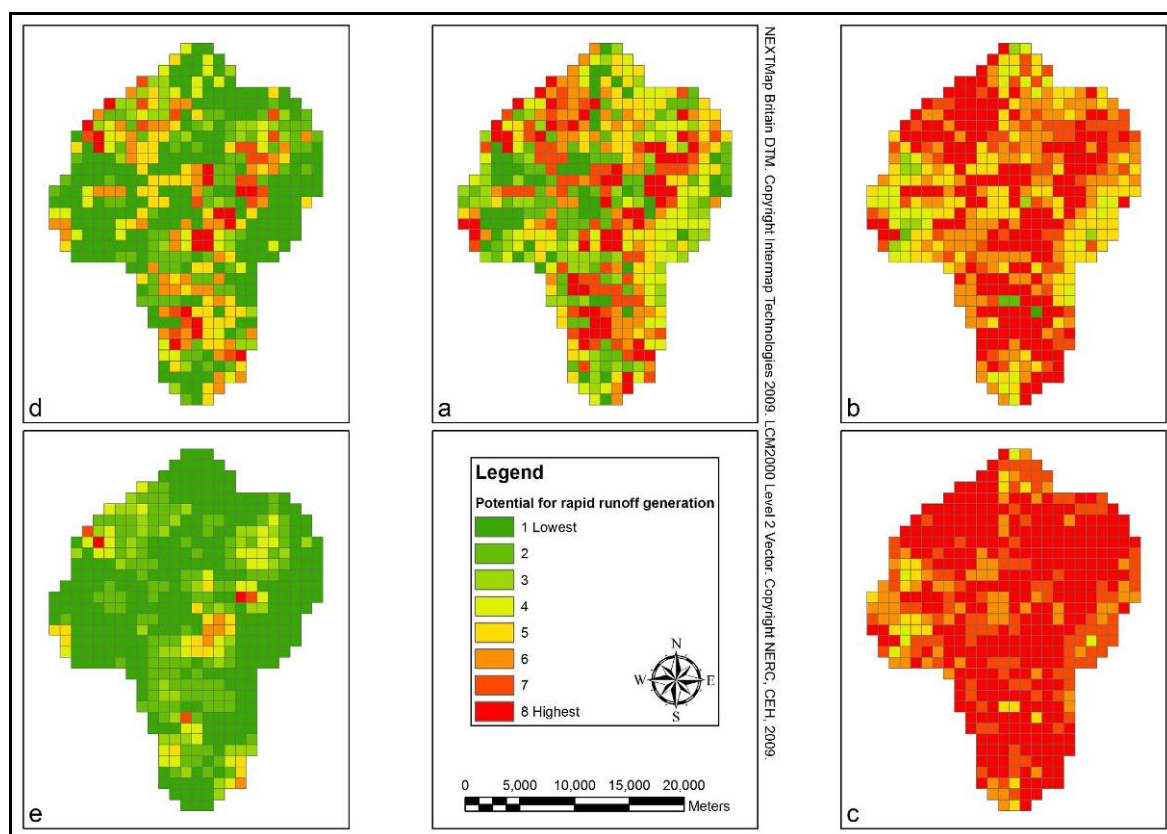 d
a
b
NEXTMap Britain DTM. Copyright Intermap Technologies 2009. LCM2000 Level 2 Vector. Copyright NERC, CEH, 2009.
e
Legend
Potential for rapid runoff generation
1 Lowest
2
3
4
5
6
7
8 Highest
N
W E
S
0 5,000 10,000 15,000 20,000
Meters
c